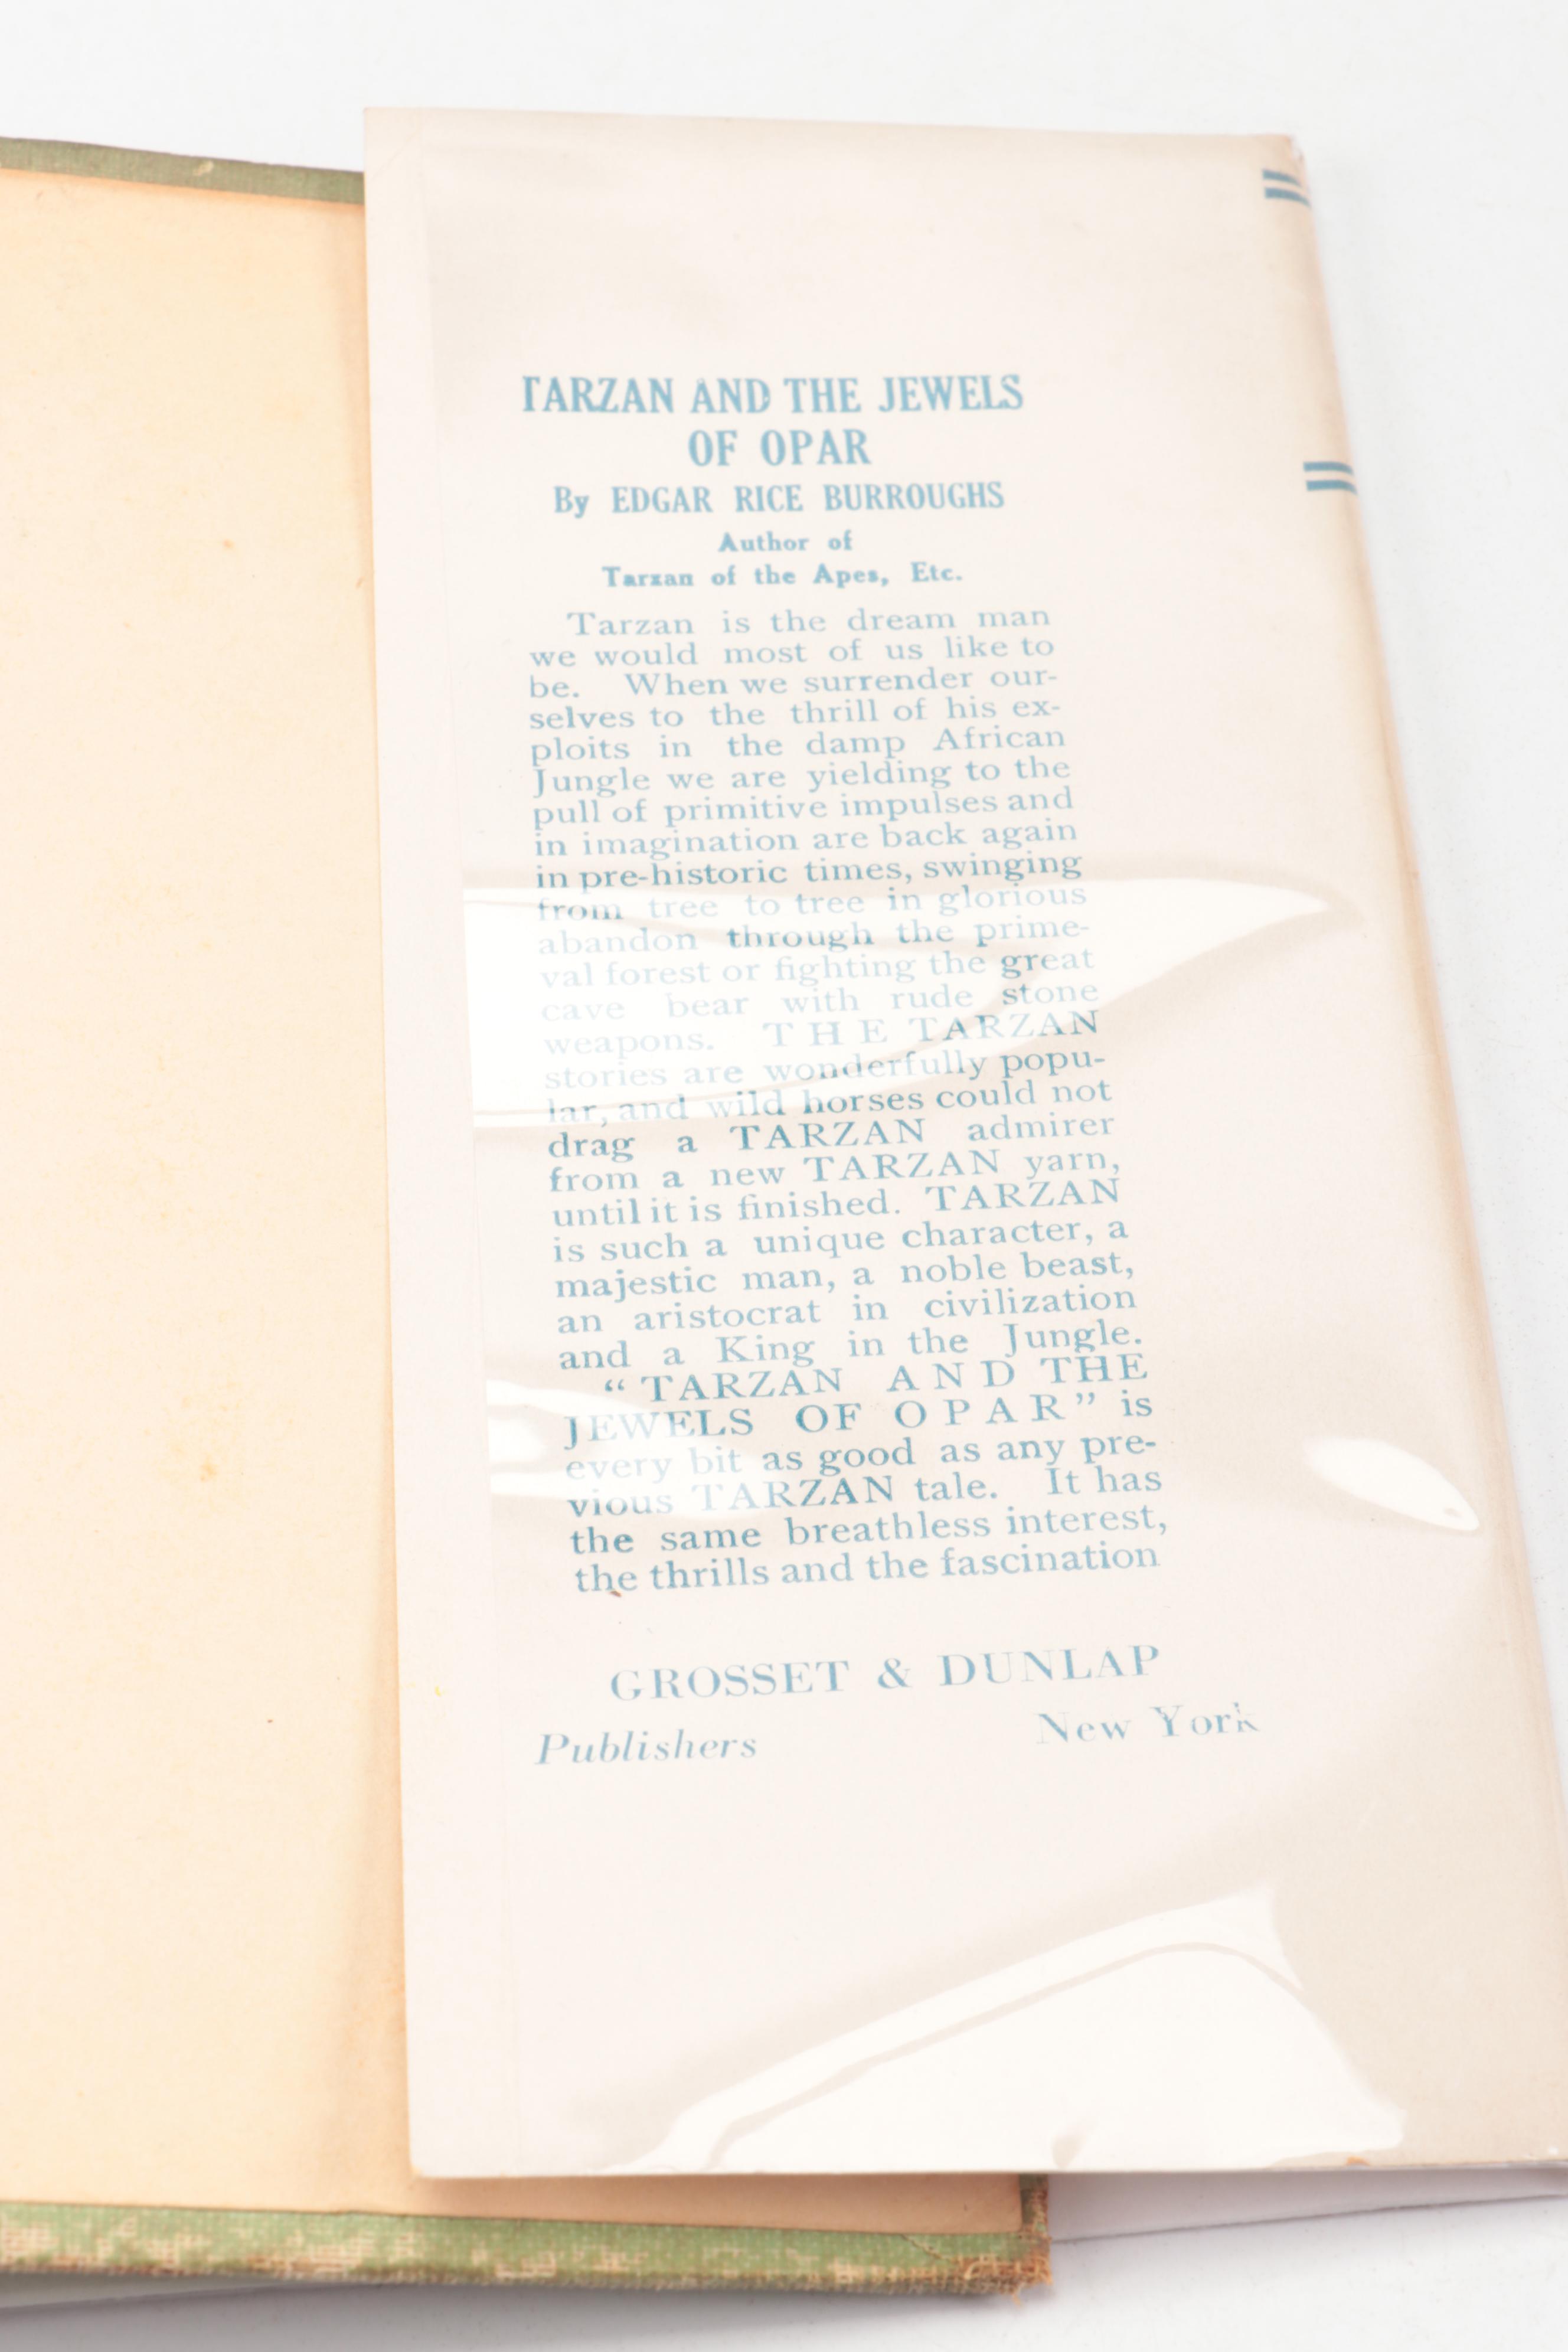 TARZAN AND THE JEWELS
OF OPAR
By EDGAR RICE BURROUGHS
Author of
Tarzan of the Apes, Etc.
Tarzan is the dream man
we would most of us like to
be. When we surrender our-
selves to the thrill of his ex-
ploits in the damp African
Jungle we are yielding to the
pull of primitive impulses and
in imagination are back again
in pre-historic times, swinging
from tree to tree in glorious
abandon through the prime-
val forest or fighting the great
cave bear with rude stone
weapons. THE TARZAN
stories are wonderfully popu-
lar, and wild horses could not
drag a TARZAN admirer
from a new TARZAN yarn,
until it is finished. TARZAN
is such a unique character, a
majestic man, a noble beast,
an aristocrat in civilization
and a King in the Jungle.
"TARZAN AND THE
JEWELS OF OPAR" is
every bit as good as any pre-
vious TARZAN tale. It has
the same breathless interest,
the thrills and the fascination
GROSSET & DUNLAP
Publishers New York